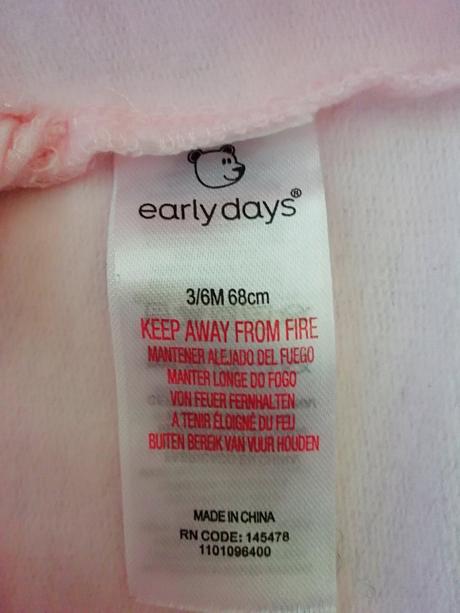 early days®
3/6M 68cm
KEEP AWAY FROM FIRE
MANTENER ALEJADO DEL FUEGO
MANTER LONGE DO FOGO
VON FEUER FERNHALTEN
A TENIR ÉLOIGNÉ DU FEU
BUITEN BEREIK VAN VUUR HOUDEN
MADE IN CHINA
RN CODE: 145478
1101096400